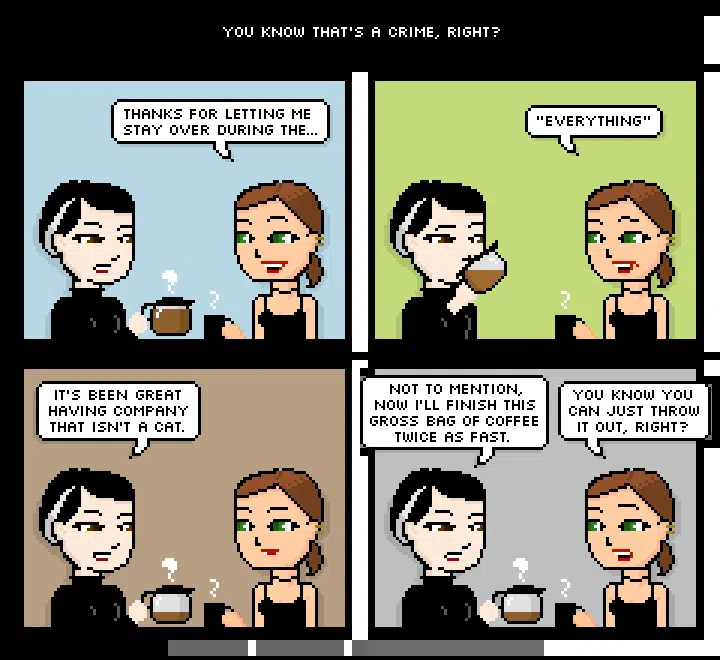 YOU KNOW THAT'S A CRIME, RIGHT?
THANKS FOR LETTING ME
STAY OVER DURING THE...
"EVERYTHING"
IT'S BEEN GREAT
HAVING COMPANY
THAT ISN'T A CAT.
NOT TO MENTION,
NOW I'LL FINISH THIS
GROSS BAG OF COFFEE
TWICE AS FAST.
YOU KNOW YOU
CAN JUST THROW
IT OUT, RIGHT?